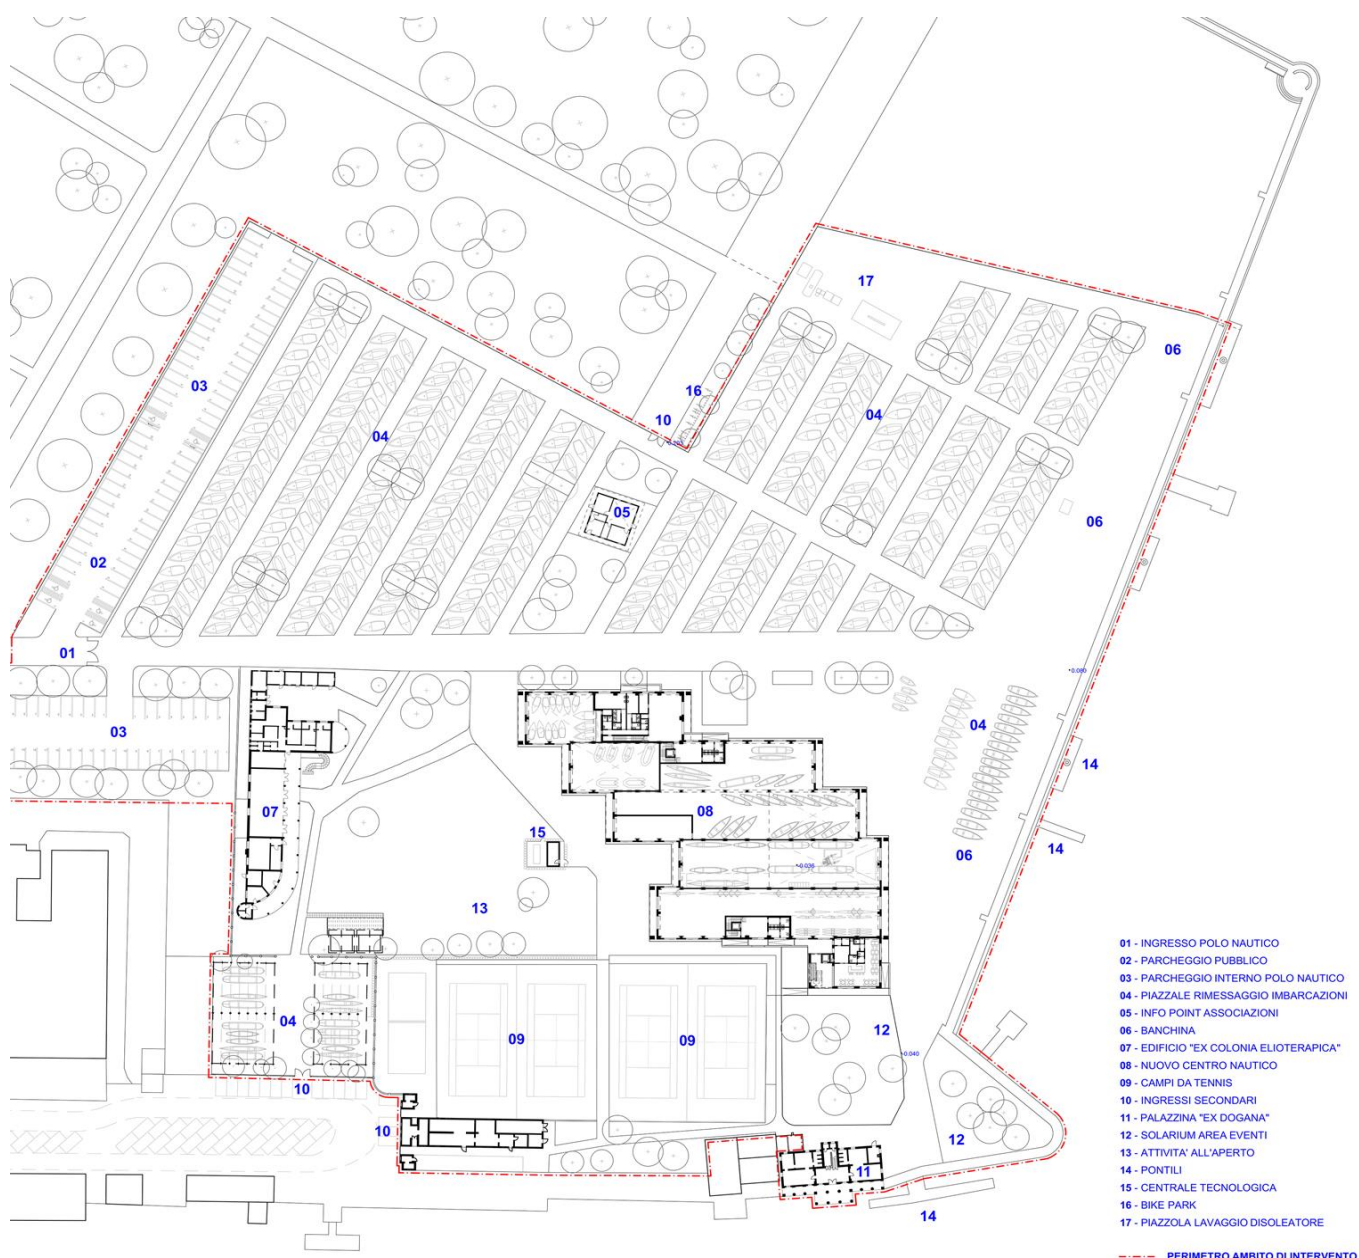 17
06
03
16
10
04
04
05
06
02
01
03
04
14
07
08
15
14
06
13
04
09
09
12
10
10
12
11
14
01 - INGRESSO POLO NAUTICO
02 - PARCHEGGIO PUBBLICO
03 - PARCHEGGIO INTERNO POLO NAUTICO
04 - PIAZZALE RIMESSAGGIO IMBARCAZIONI
05 - INFO POINT ASSOCIAZIONI
06 - BANCHINA
07 - EDIFICIO "EX COLONIA ELIOTERAPICA"
08 - NUOVO CENTRO NAUTICO
09 - CAMPI DA TENNIS
10 - INGRESSI SECONDARI
11 - PALAZZINA "EX DOGANA"
12 - SOLARIUM AREA EVENTI
13 - ATTIVITA' ALL'APERTO
14 - PONTILI
15 - CENTRALE TECNOLOGICA
16 - BIKE PARK
17 - PIAZZOLA LAVAGGIO DISOLEATORE
PERIMETRO AMBITO DI INTERVENTO